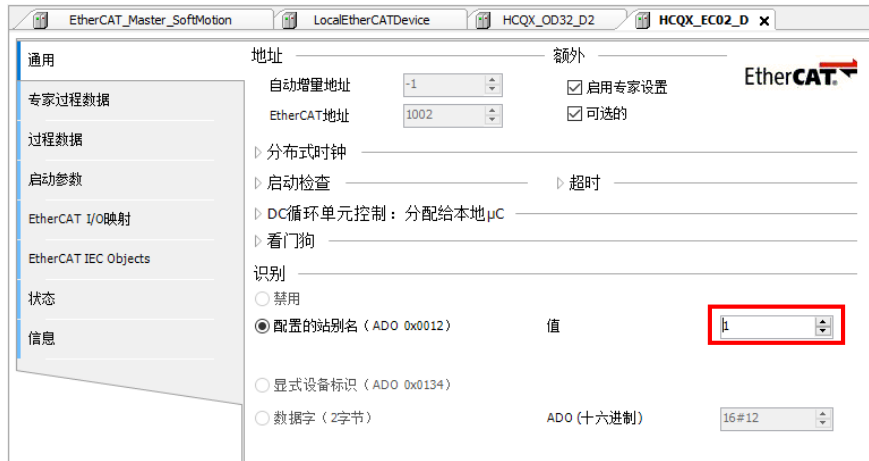 EtherCAT_Master_SoftMotion LocalEtherCATDevice HCQX_OD32_D2 HCQX_EC02_D x
通用
专家过程数据
过程数据
启动参数
EtherCAT I/O映射
EtherCAT IEC Objects
状态
信息
地址 额外
自动增量地址 -1 启用专家设置
EtherCAT地址 1002 可选的
EtherCAT
分布式时钟
启动检查 超时
DC循环单元控制：分配给本地µC
看门狗
识别
禁用
配置的站别名（ADO 0x0012） 值 1
显式设备标识（ADO 0x0134）
数据字（2字节） ADO (十六进制) 16#12